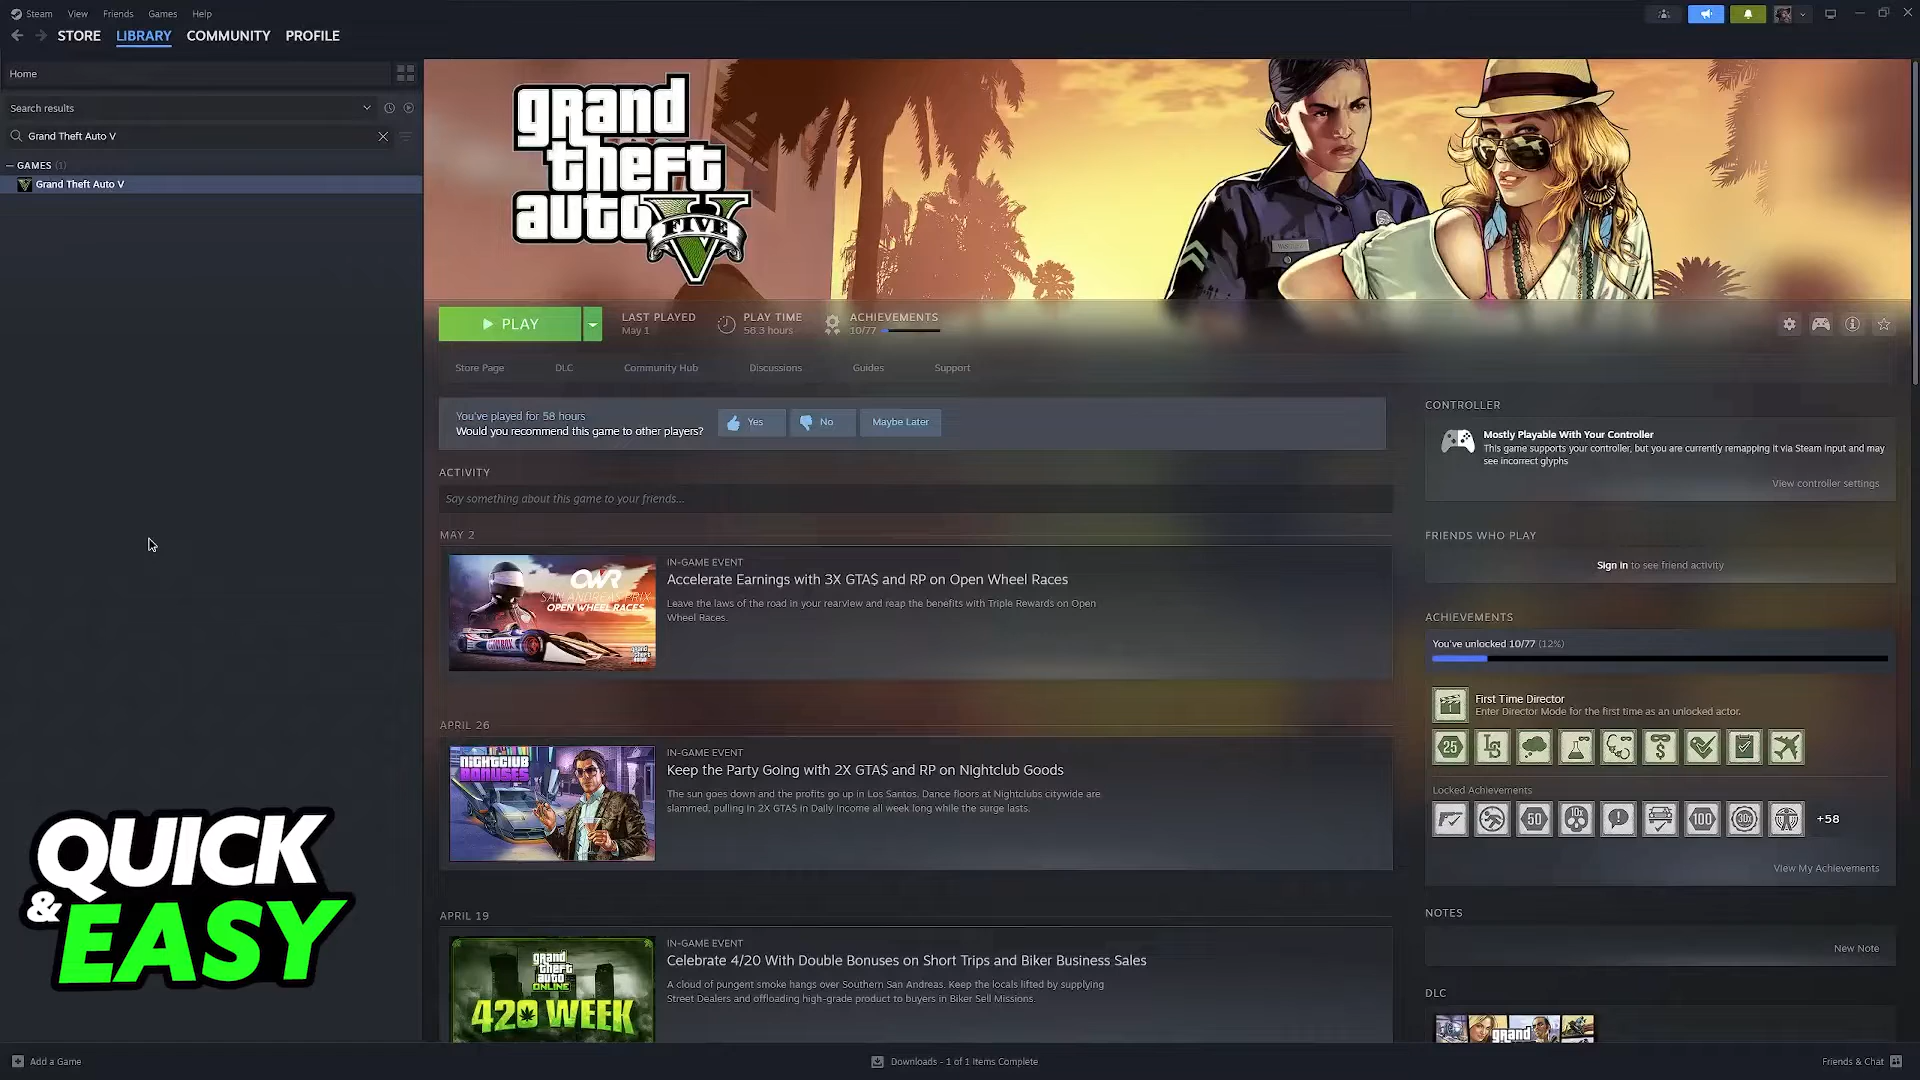 Steam View Friends Games Help
STORE LIBRARY COMMUNITY PROFILE
Home
Search results
Grand Theft Auto V
GAMES (1)
Grand Theft Auto V
grand
theft
auto
FIVE
PLAY
LAST PLAYED
May 1
PLAY TIME
58.3 hours
ACHIEVEMENTS
10/77
Store Page DLC Community Hub Discussions Guides Support
You've played for 58 hours
Would you recommend this game to other players?
Yes No Maybe Later
ACTIVITY
Say something about this game to your friends...
MAY 2
OWR
SAN ANDREAS PRIX
OPEN WHEEL RACES
IN-GAME EVENT
Accelerate Earnings with 3X GTA$ and RP on Open Wheel Races
Leave the laws of the road in your rearview and reap the benefits with Triple Rewards on Open
Wheel Races.
APRIL 26
NIGHTCLUB
BONUSES
IN-GAME EVENT
Keep the Party Going with 2X GTA$ and RP on Nightclub Goods
The sun goes down and the profits go up in Los Santos. Dance floors at Nightclubs citywide are
slammed, pulling in 2X GTA$ in Daily Income all week long while the surge lasts.
APRIL 19
grand
theft
auto
ONLINE
420 WEEK
IN-GAME EVENT
Celebrate 4/20 With Double Bonuses on Short Trips and Biker Business Sales
A cloud of pungent smoke hangs over Southern San Andreas. Keep the locals lifted by supplying
Street Dealers and offloading high-grade product to buyers in Biker Sell Missions.
CONTROLLER
Mostly Playable With Your Controller
This game supports your controller, but you are currently remapping it via Steam Input and may
see incorrect glyphs
View controller settings
FRIENDS WHO PLAY
Sign in to see friend activity
ACHIEVEMENTS
You've unlocked 10/77 (12%)
First Time Director
Enter Director Mode for the first time as an unlocked actor.
25 LS
Locked Achievements
50 10x 100 30x +58
View My Achievements
NOTES
New Note
DLC
grand
QUICK
& EASY
Add a Game
Downloads - 1 of 1 Items Complete
Friends & Chat